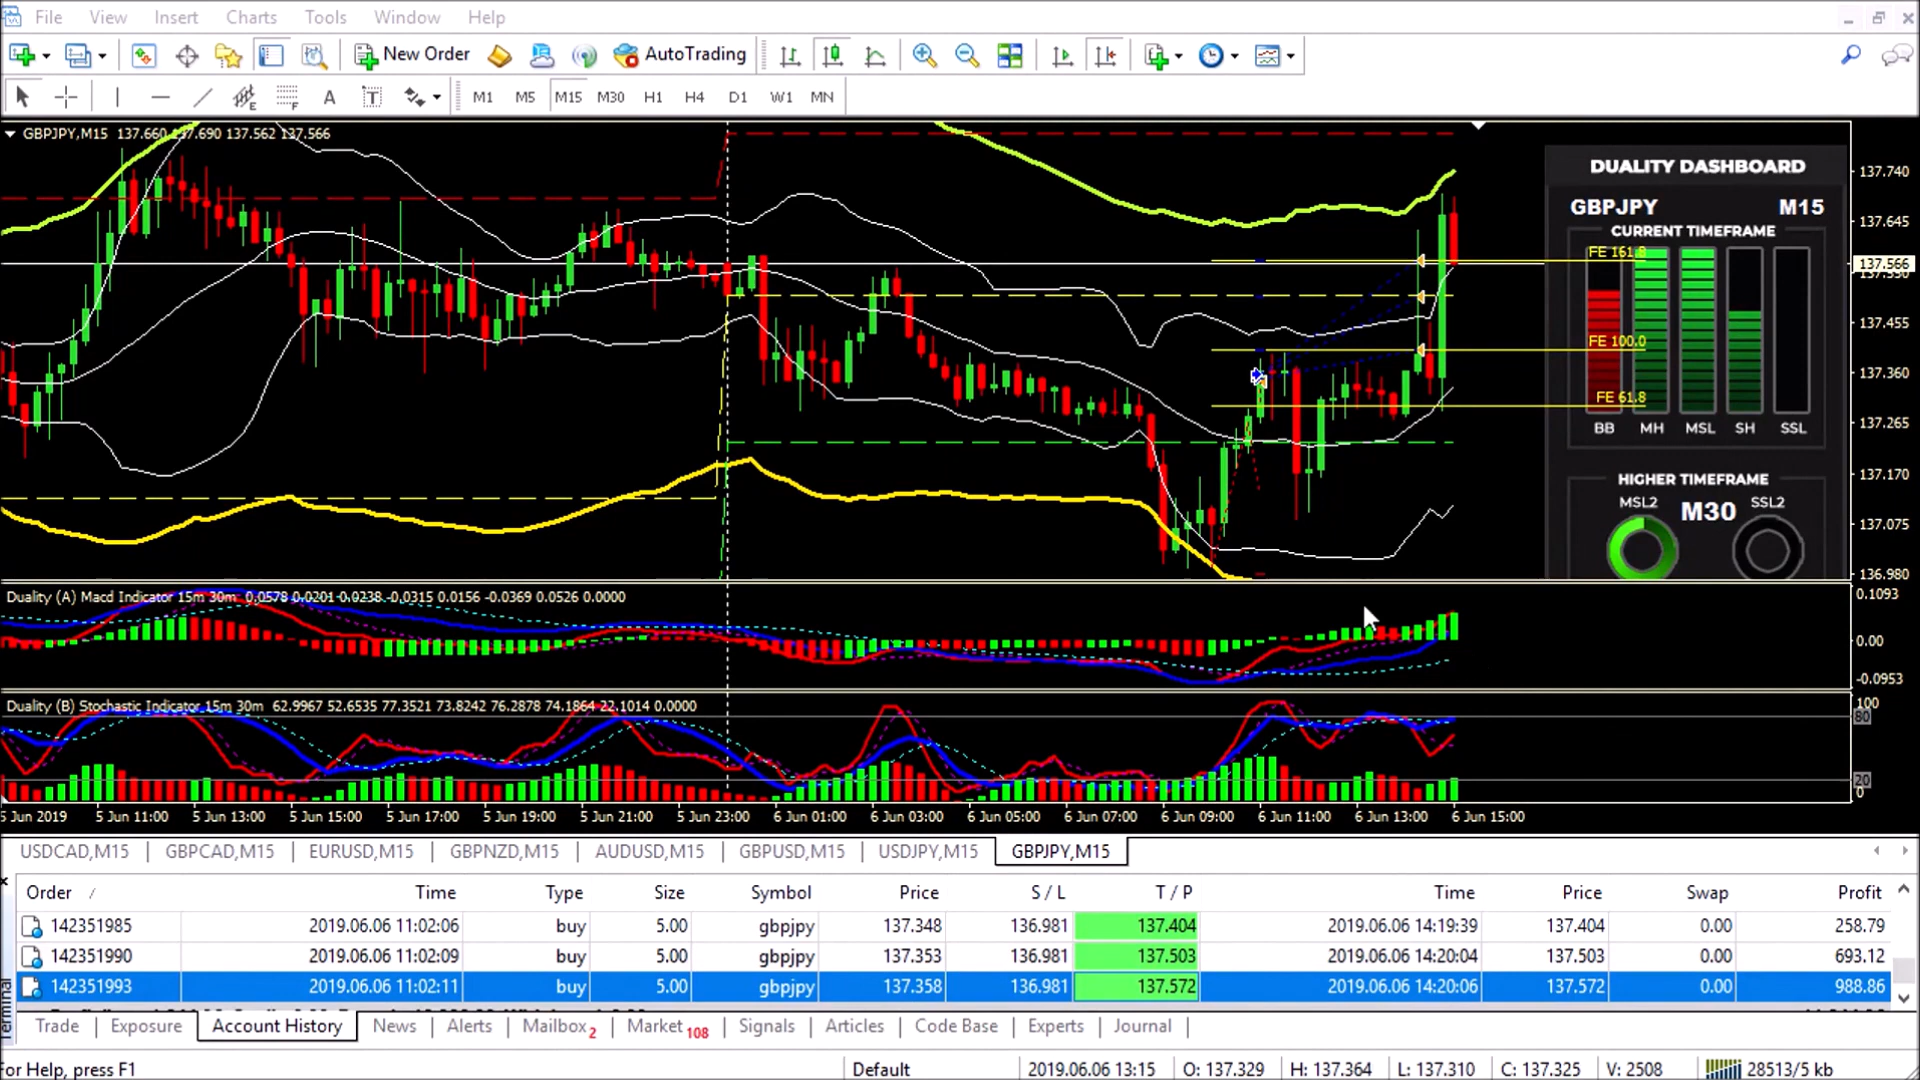 File View Insert Charts Tools Window Help
New Order AutoTrading
A T E F M1 M5 M15 M30 H1 H4 D1 W1 MN
GBPJPY,M15 137.660 137.690 137.562 137.566
137.740
137.645
137.566
137.455
137.360
137.265
137.170
137.075
136.980
DUALITY DASHBOARD
GBPJPY M15
CURRENT TIMEFRAME
FE 161.8
FE 100.0
FE 61.8
BB MH MSL SH SSL
HIGHER TIMEFRAME
MSL2 M30 SSL2
Duality (A) Macd Indicator 15m 30m 0.0578 0.0201 0.0238 -0.0315 0.0156 -0.0369 0.0526 0.0000
0.1093
0.00
-0.0953
Duality (B) Stochastic Indicator 15m 30m 62.9967 52.6535 77.3521 73.8242 76.2878 74.1864 22.1014 0.0000
100
80
20
0
5 Jun 2019 5 Jun 11:00 5 Jun 13:00 5 Jun 15:00 5 Jun 17:00 5 Jun 19:00 5 Jun 21:00 5 Jun 23:00 6 Jun 01:00 6 Jun 03:00 6 Jun 05:00 6 Jun 07:00 6 Jun 09:00 6 Jun 11:00 6 Jun 13:00 6 Jun 15:00
USDCAD,M15 GBPCAD,M15 EURUSD,M15 GBPNZD,M15 AUDUSD,M15 GBPUSD,M15 USDJPY,M15 GBPJPY,M15
Order / Time Type Size Symbol Price S / L T / P Time Price Swap Profit
142351985 2019.06.06 11:02:06 buy 5.00 gbpjpy 137.348 136.981 137.404 2019.06.06 14:19:39 137.404 0.00 258.79
142351990 2019.06.06 11:02:09 buy 5.00 gbpjpy 137.353 136.981 137.503 2019.06.06 14:20:04 137.503 0.00 693.12
142351993 2019.06.06 11:02:11 buy 5.00 gbpjpy 137.358 136.981 137.572 2019.06.06 14:20:06 137.572 0.00 988.86
Terminal
Trade Exposure Account History News Alerts Mailbox 2 Market 108 Signals Articles Code Base Experts Journal
For Help, press F1 Default 2019.06.06 13:15 O: 137.329 H: 137.364 L: 137.310 C: 137.325 V: 2508 28513/5 kb